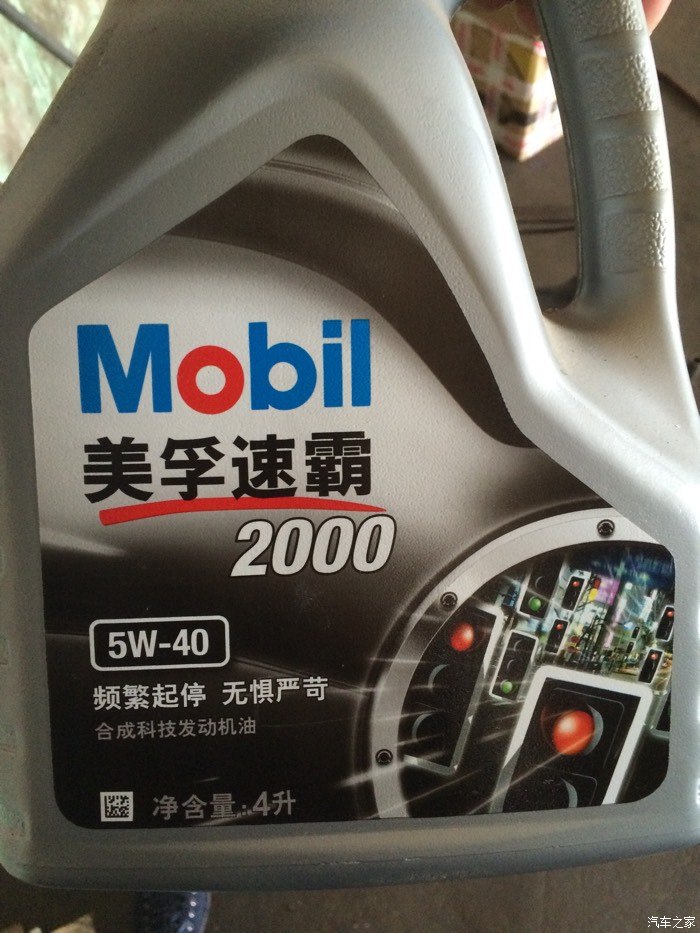 Mobil
美孚速霸
2000
5W-40
频繁起停 无惧严苛
合成科技发动机油
净含量:4升
汽车之家